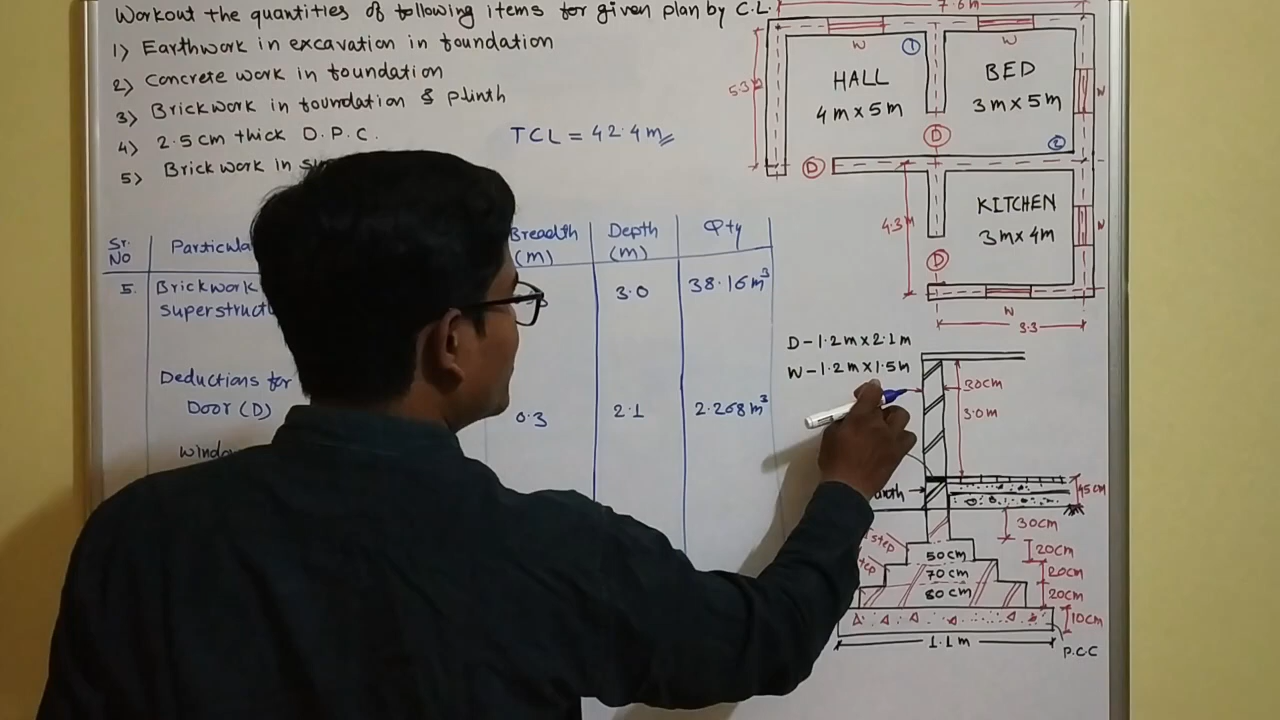 Workout the quantities of following items for given plan by C.L.
1) Earthwork in excavation in foundation
2) Concrete work in foundation
3) Brickwork in foundation & plinth
4) 2.5cm thick D.P.C.
5) Brickwork in
TCL = 42.4m
Sr. No
Breadth (m)
Depth (m)
Qty
5. Brickwork
3.0
38.16m³
Deductions for
Door (D)
0.3
2.1
2.268m³
7.6m
5.3
W
W
1
HALL
4m x 5m
BED
3m x 5m
W
D
D
2
KITCHEN
3m x 4m
W
4.3
D
W
3.3
D-1.2m x 2.1m
W-1.2m x 1.5m
30cm
3.0m
45cm
30cm
step
50cm
20cm
70cm
20cm
80cm
20cm
10cm
1.1m
P.C.C